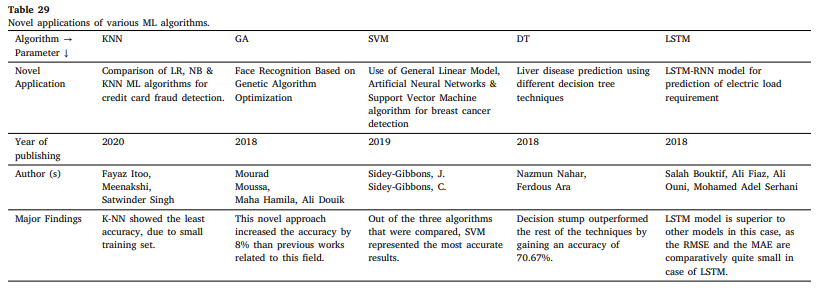 Table 29
Novel applications of various ML algorithms.
Algorithm → KNN GA SVM DT LSTM
Parameter ↓
Novel Comparison of LR, NB & Face Recognition Based on Use of General Linear Model, Liver disease prediction using LSTM-RNN model for
Application KNN ML algorithms for Genetic Algorithm Artificial Neural Networks & different decision tree prediction of electric load
credit card fraud detection. Optimization Support Vector Machine techniques requirement
algorithm for breast cancer
detection
Year of 2020 2018 2019 2018 2018
publishing
Author (s) Fayaz Itoo, Mourad Sidey-Gibbons, J. Nazmun Nahar, Salah Bouktif, Ali Fiaz, Ali
Meenakshi, Moussa, Sidey-Gibbons, C. Ferdous Ara Ouni, Mohamed Adel Serhani
Satwinder Singh Maha Hamila, Ali Douik
Major Findings K-NN showed the least This novel approach Out of the three algorithms Decision stump outperformed LSTM model is superior to
accuracy, due to small increased the accuracy by that were compared, SVM the rest of the techniques by other models in this case, as
training set. 8% than previous works represented the most accurate gaining an accuracy of the RMSE and the MAE are
related to this field. results. 70.67%. comparatively quite small in
case of LSTM.